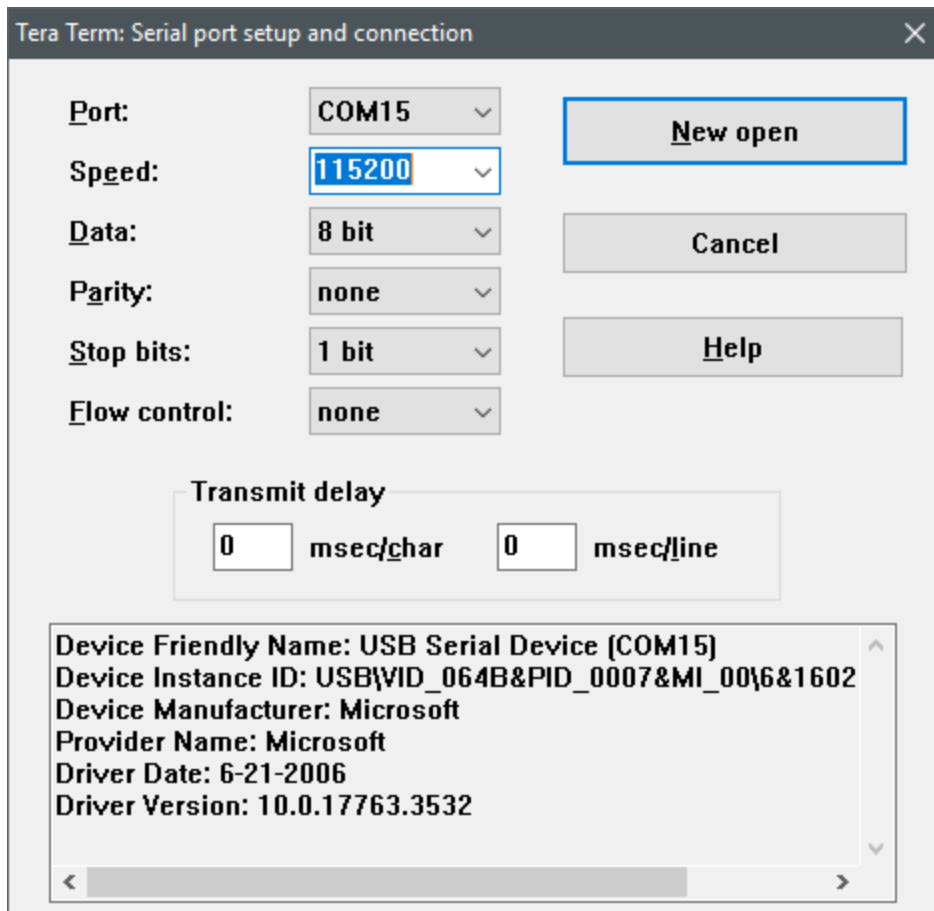 Tera Term: Serial port setup and connection
Port: COM15
New open
Speed: 115200
Data: 8 bit
Cancel
Parity: none
Stop bits: 1 bit
Help
Flow control: none
Transmit delay
0 msec/char 0 msec/line
Device Friendly Name: USB Serial Device (COM15)
Device Instance ID: USB\VID_064B&PID_0007&MI_00\6&1602
Device Manufacturer: Microsoft
Provider Name: Microsoft
Driver Date: 6-21-2006
Driver Version: 10.0.17763.3532